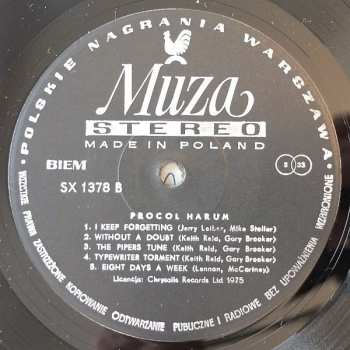 POLSKIE NAGRANIA WARSZAWA
Muza
STEREO
MADE IN POLAND
BIEM
S 33
SX 1378 B
PROCOL HARUM
1. I KEEP FORGETTING (Jerry Leiber, Mike Stoller)
2. WITHOUT A DOUBT (Keith Reid, Gary Brooker)
3. THE PIPERS TUNE (Keith Reid, Gary Brooker)
4. TYPEWRITER TORMENT (Keith Reid, Gary Brooker)
5. EIGHT DAYS A WEEK (Lennon, McCartney)
Licencja: Chrysalis Records Ltd 1975
WSZELKIE PRAWA ZASTRZEŻONE KOPIOWANIE ODTWARZANIE PUBLICZNE I RADIOWE BEZ UPOWAŻNIENIA WZBRONIONE